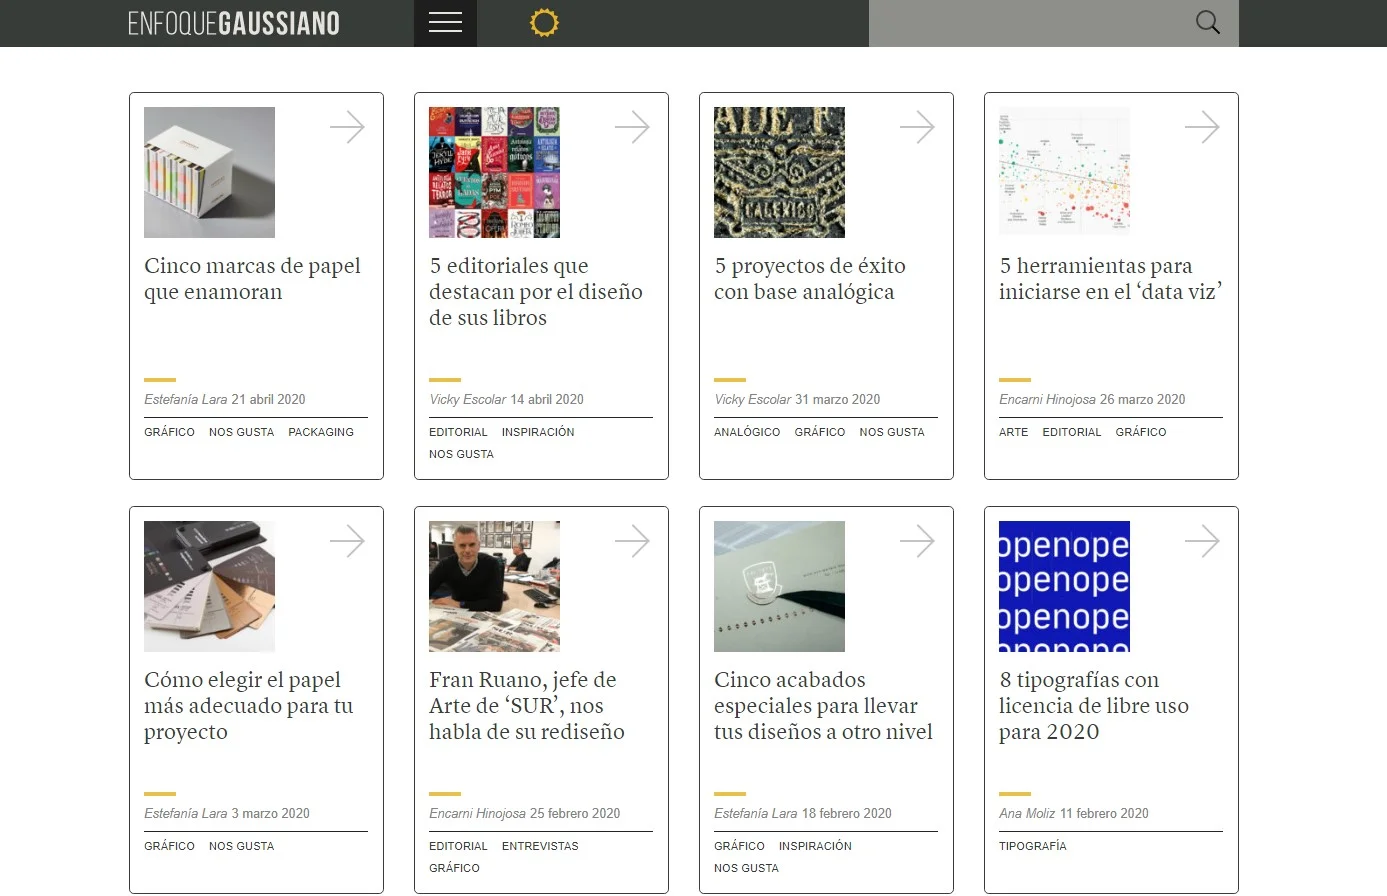 ENFOQUEGAUSSIANO
Cinco marcas de papel
que enamoran
Estefanía Lara 21 abril 2020
GRÁFICO NOS GUSTA PACKAGING
5 editoriales que
destacan por el diseño
de sus libros
Vicky Escolar 14 abril 2020
EDITORIAL INSPIRACIÓN
NOS GUSTA
CALEXICO
5 proyectos de éxito
con base analógica
Vicky Escolar 31 marzo 2020
ANALÓGICO GRÁFICO NOS GUSTA
5 herramientas para
iniciarse en el ‘data viz’
Encarni Hinojosa 26 marzo 2020
ARTE EDITORIAL GRÁFICO
Cómo elegir el papel
más adecuado para tu
proyecto
Estefanía Lara 3 marzo 2020
GRÁFICO NOS GUSTA
Fran Ruano, jefe de
Arte de ‘SUR’, nos
habla de su rediseño
Encarni Hinojosa 25 febrero 2020
EDITORIAL ENTREVISTAS
GRÁFICO
Cinco acabados
especiales para llevar
tus diseños a otro nivel
Estefanía Lara 18 febrero 2020
GRÁFICO INSPIRACIÓN
NOS GUSTA
openope
openope
openope
openope
8 tipografías con
licencia de libre uso
para 2020
Ana Moliz 11 febrero 2020
TIPOGRAFÍA